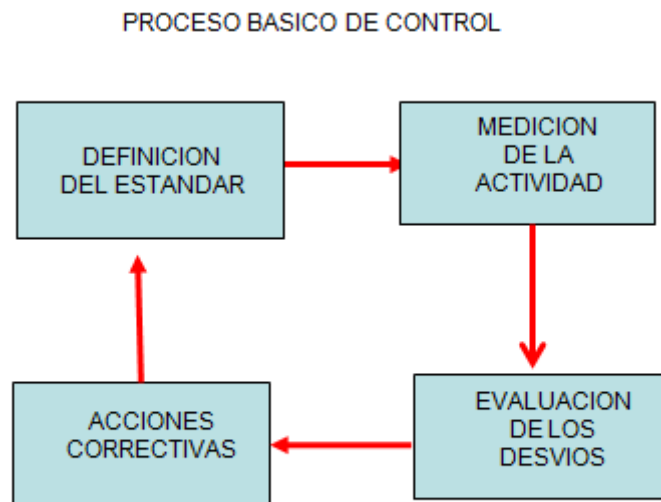 PROCESO BASICO DE CONTROL
DEFINICION
DEL ESTANDAR
MEDICION
DE LA
ACTIVIDAD
ACCIONES
CORRECTIVAS
EVALUACION
DE LOS
DESVIOS